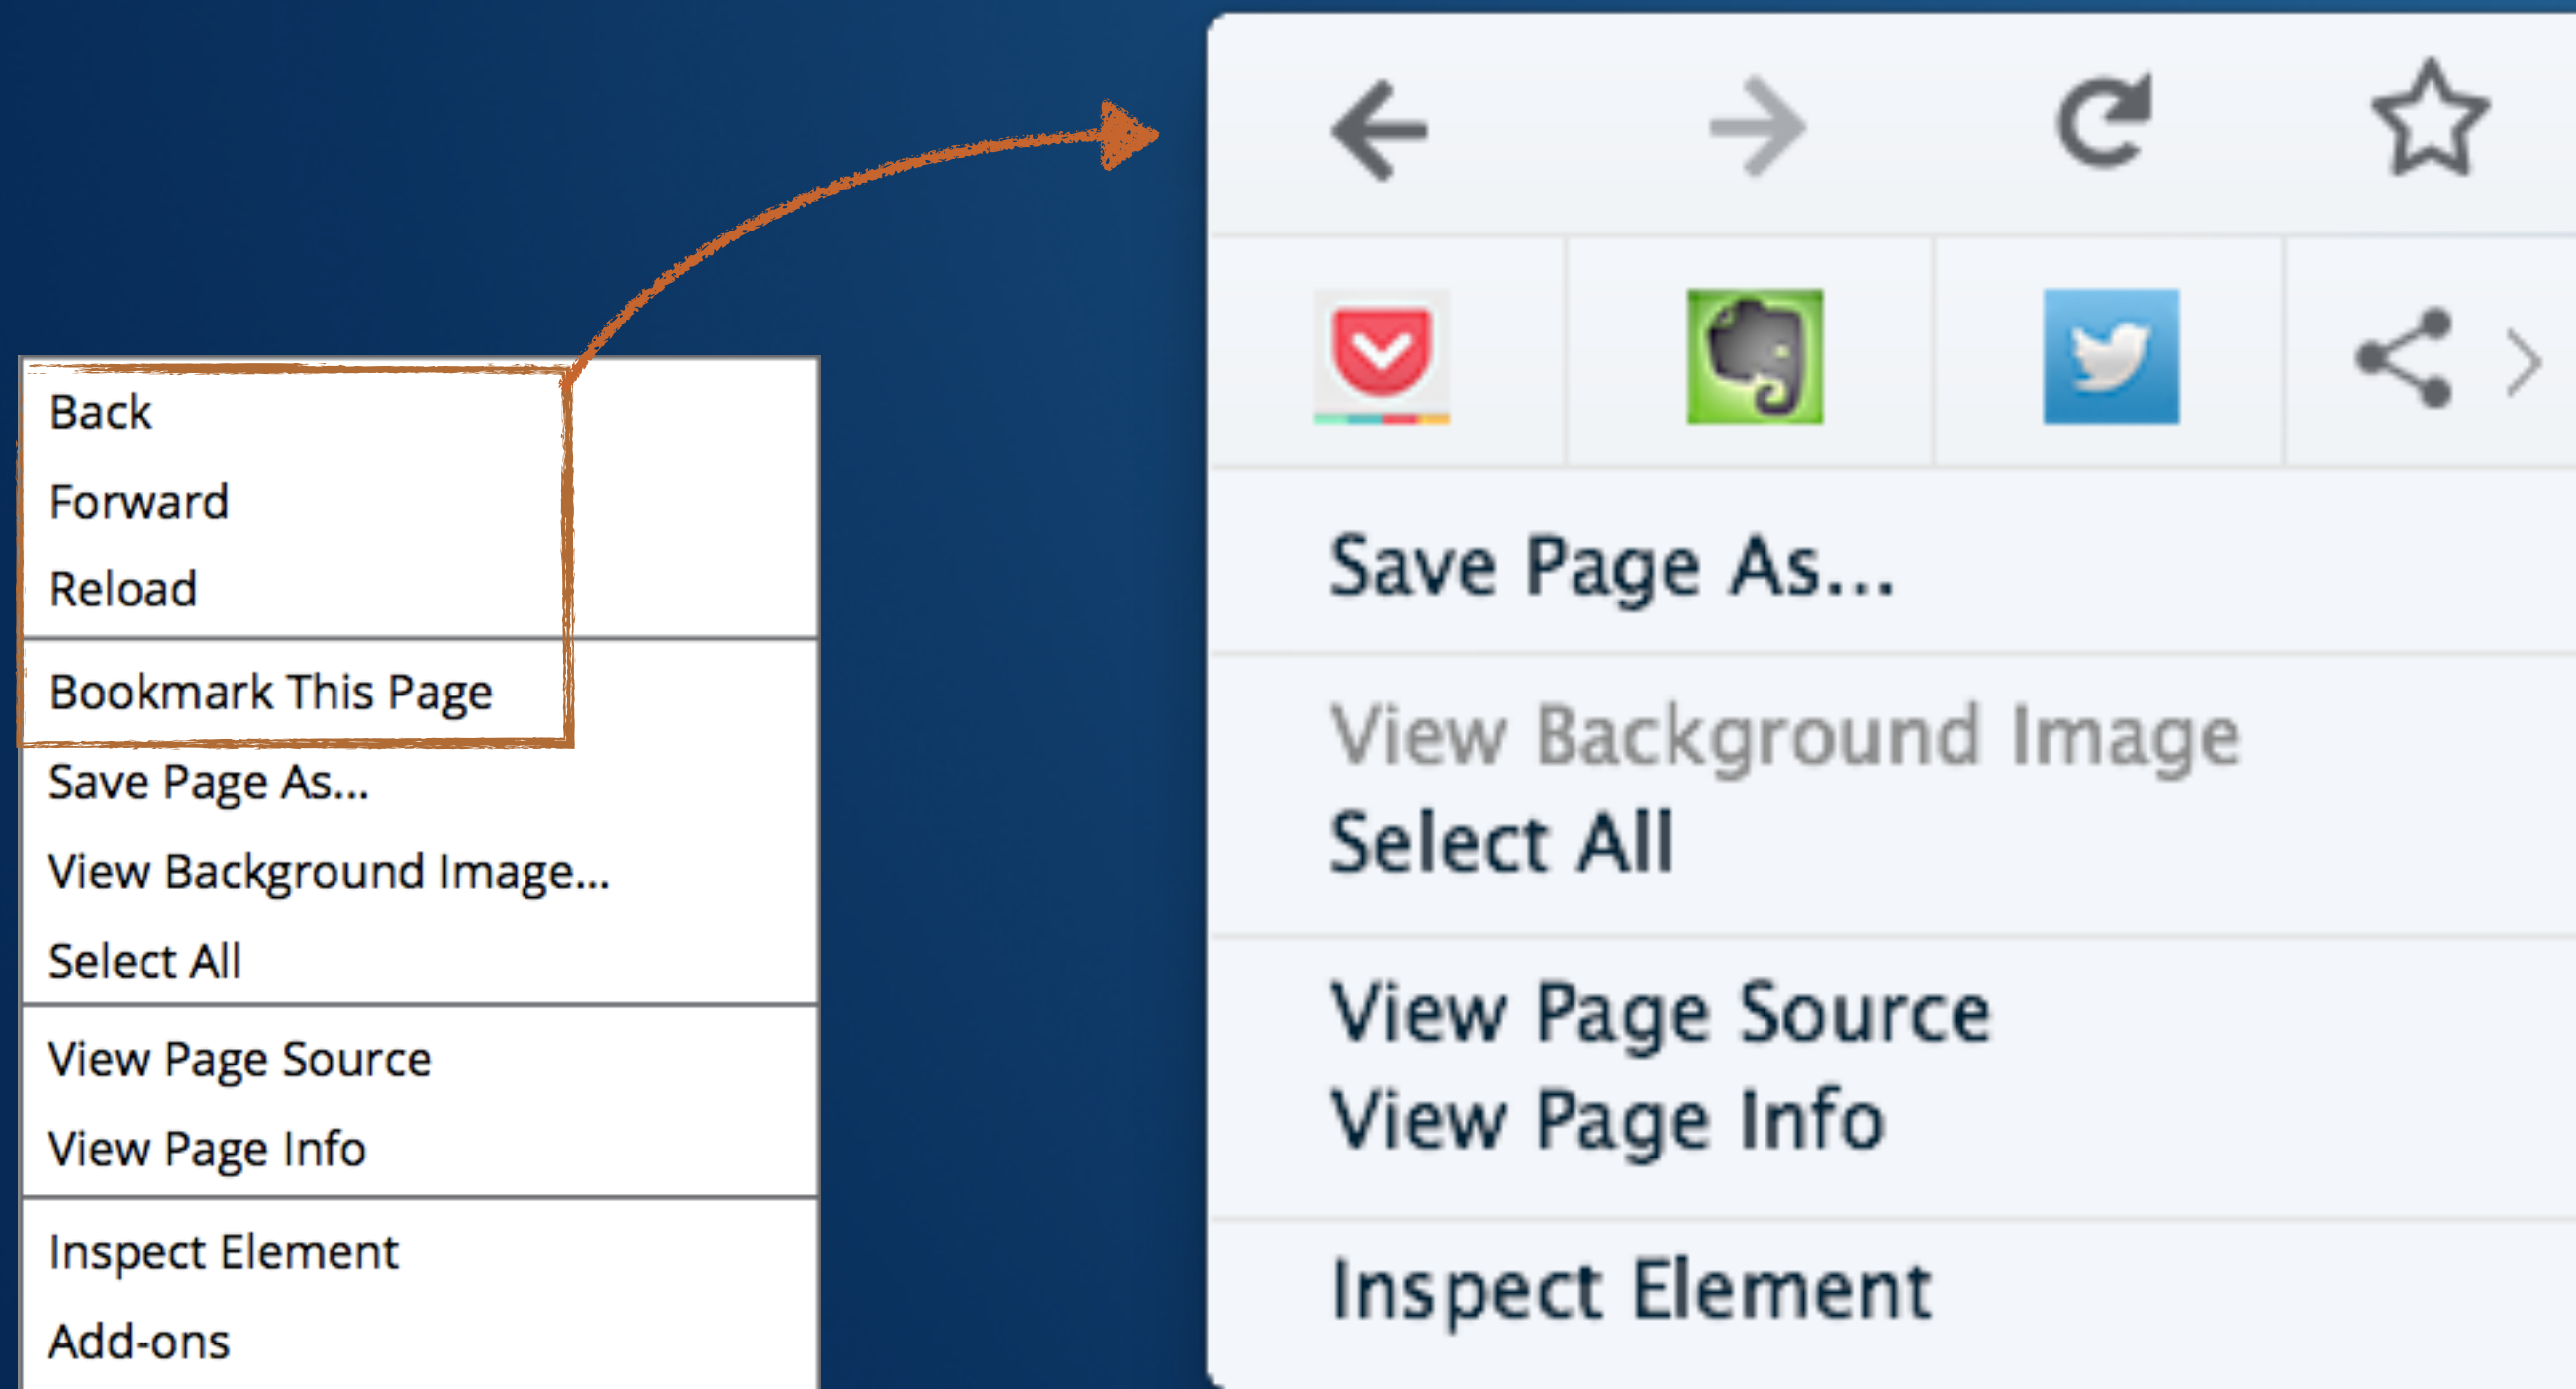 Back
Forward
Reload
Bookmark This Page
Save Page As...
View Background Image...
Select All
View Page Source
View Page Info
Inspect Element
Add-ons
Save Page As...
View Background Image
Select All
View Page Source
View Page Info
Inspect Element